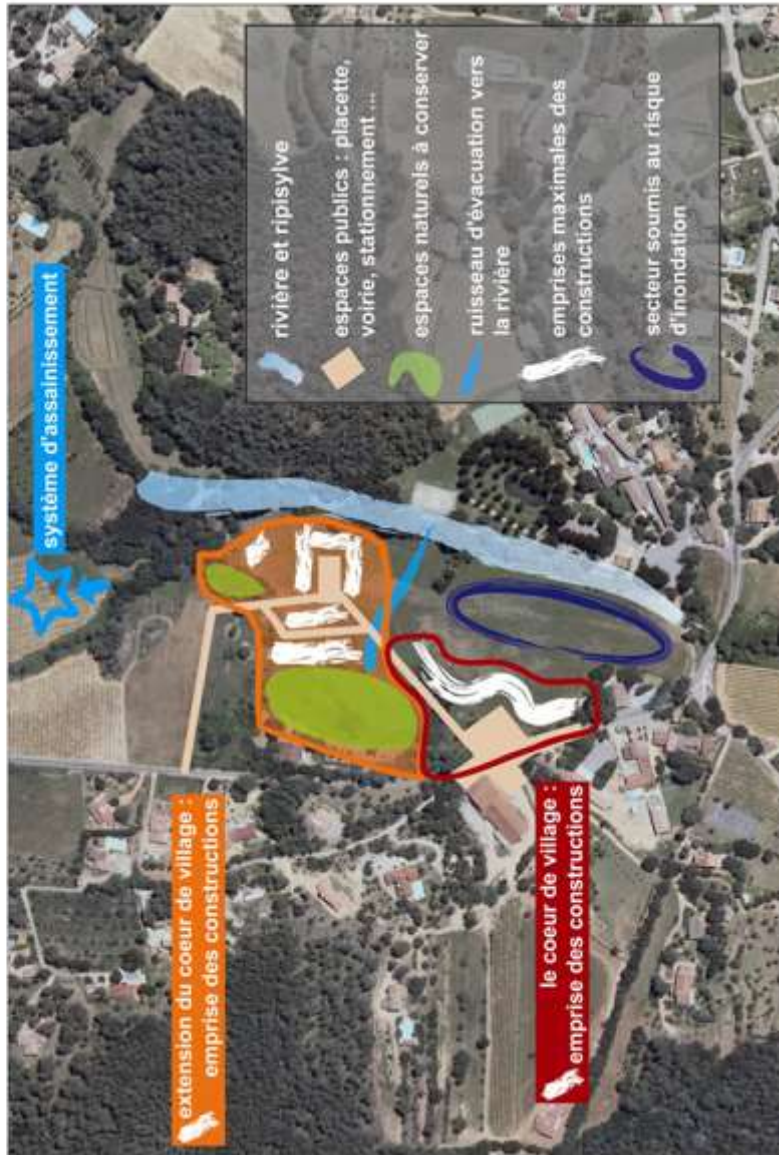 système d'assainissement
extension du coeur de village :
emprise des constructions
le coeur de village :
emprise des constructions
rivière et ripisylve
espaces publics : placette,
voirie, stationnement ...
espaces naturels à conserver
ruisseau d'évacuation vers
la rivière
emprises maximales des
constructions
secteur soumis au risque
d'inondation